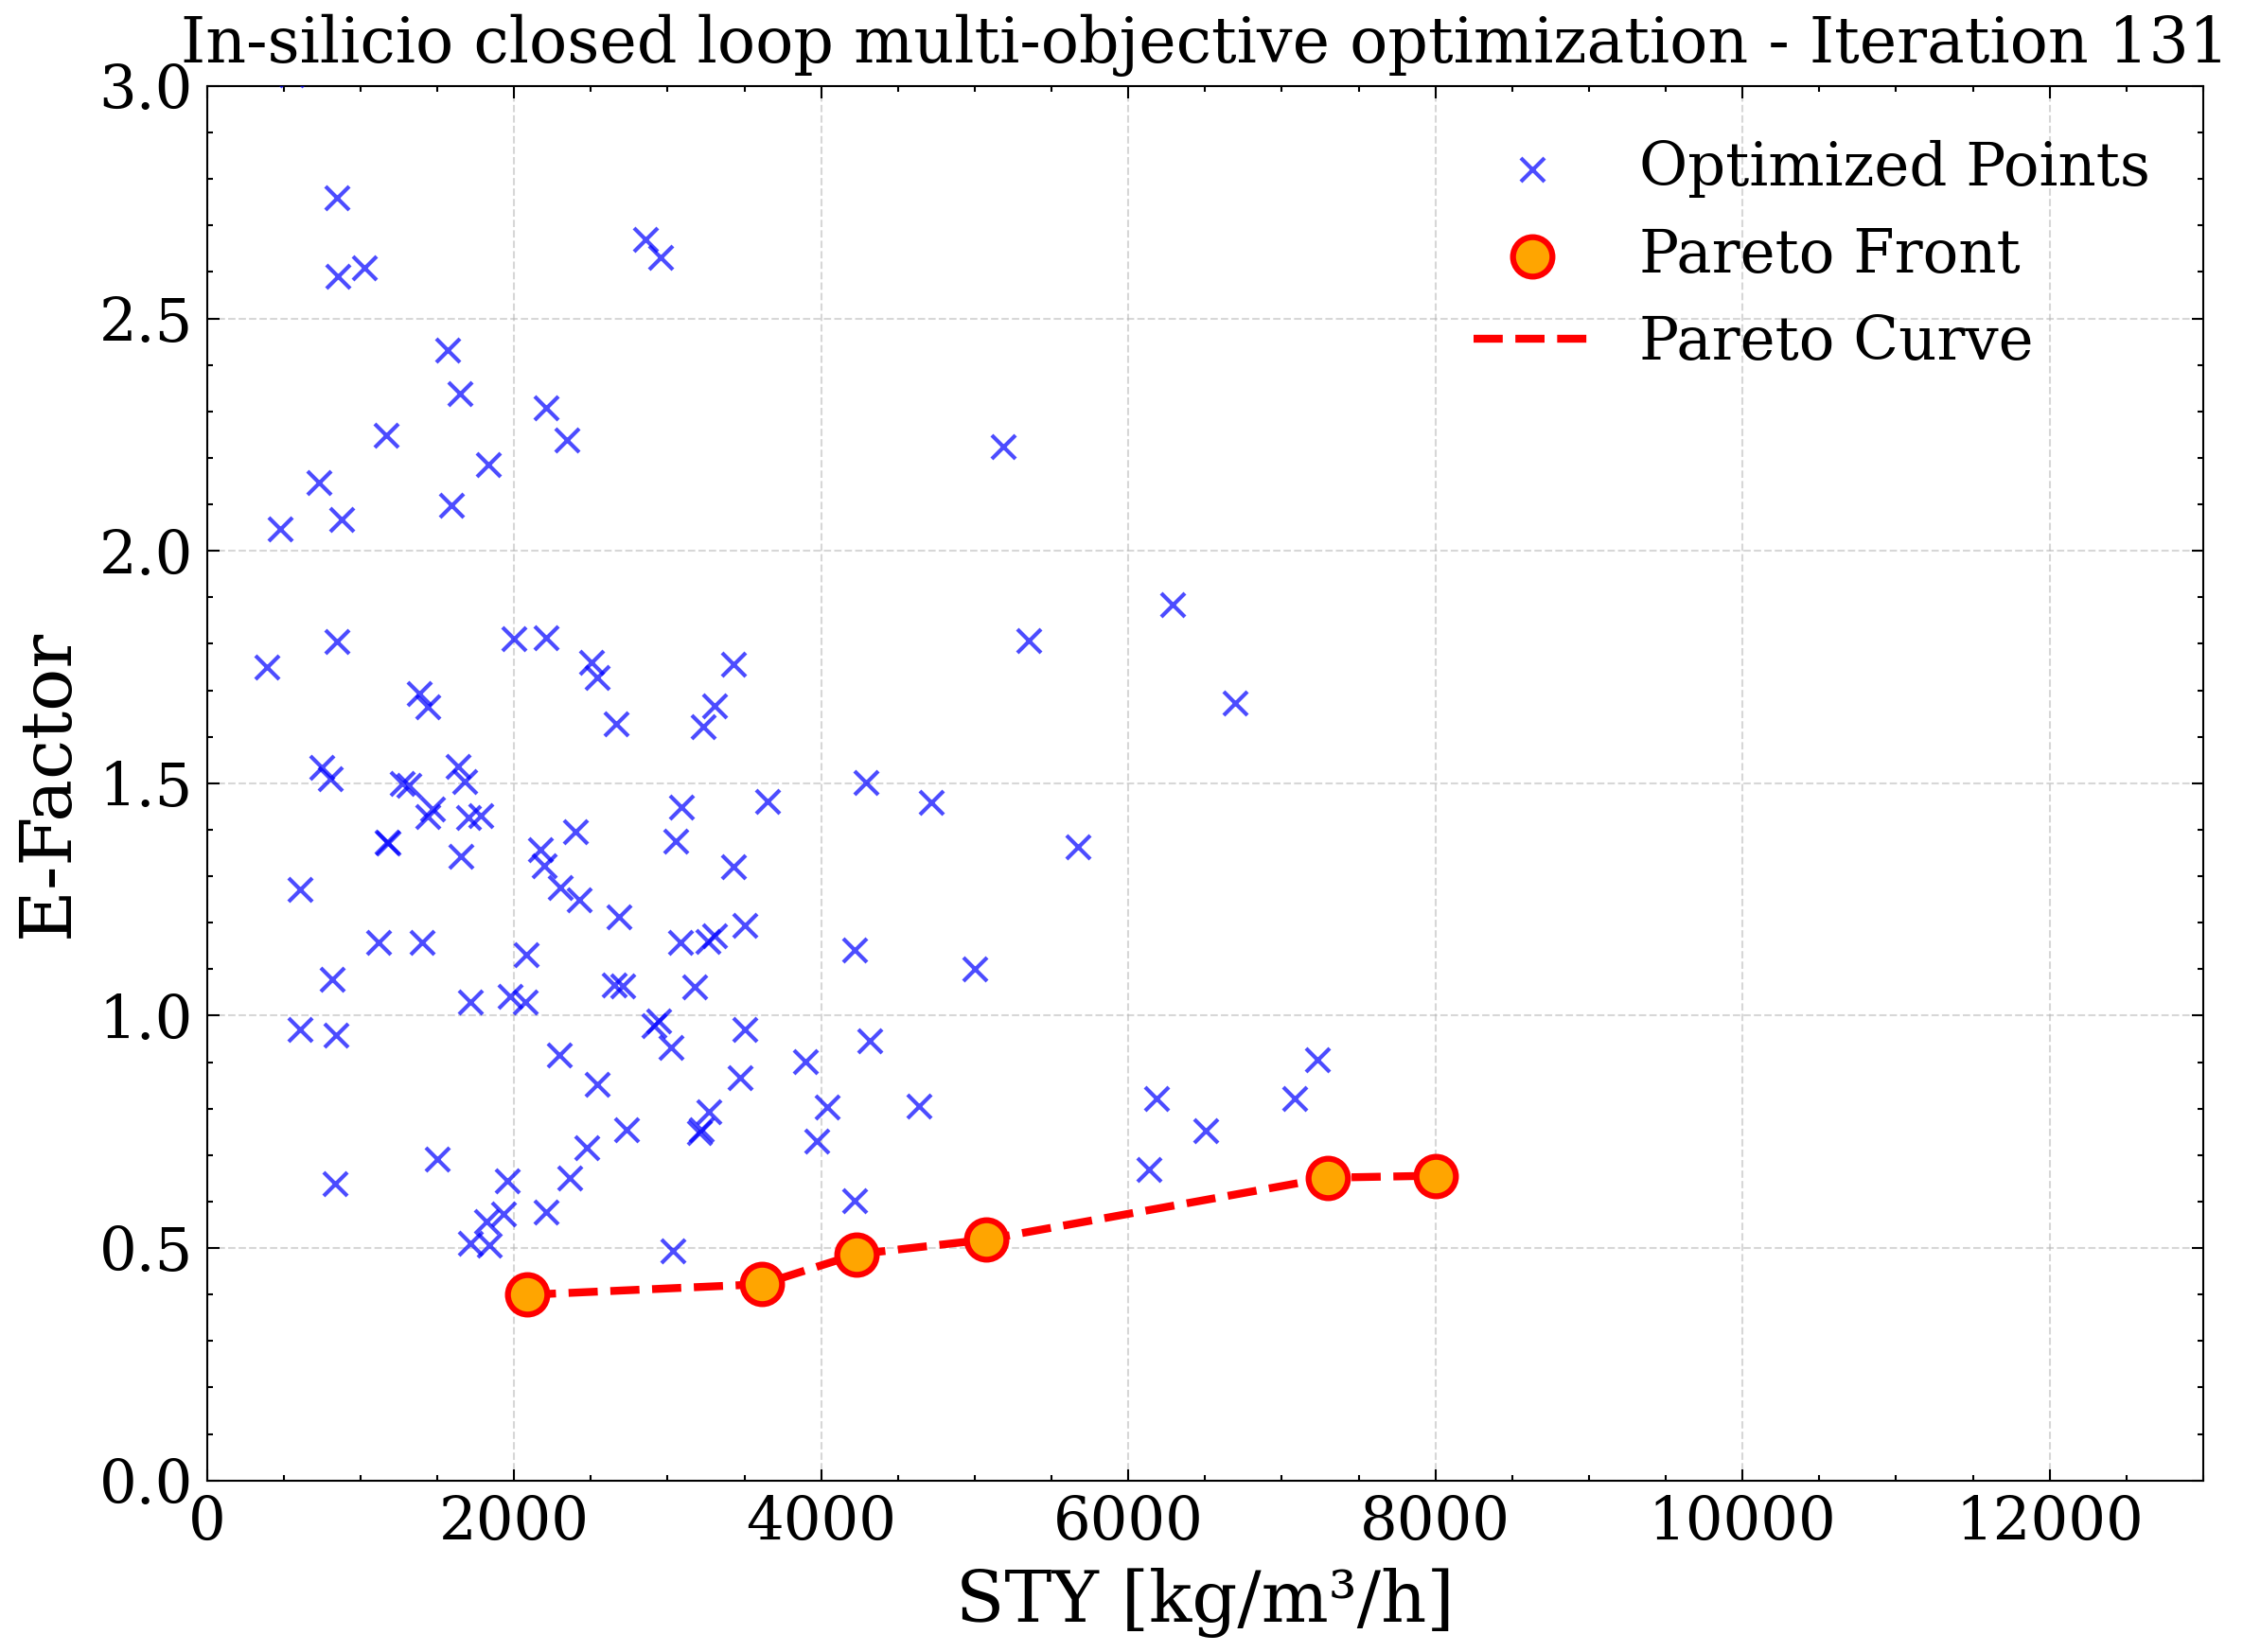 In-silicio closed loop multi-objective optimization - Iteration 131
3.0
2.5
2.0
1.5
1.0
0.5
0.0
E-Factor
Optimized Points
Pareto Front
Pareto Curve
0 2000 4000 6000 8000 10000 12000
STY [kg/m³/h]